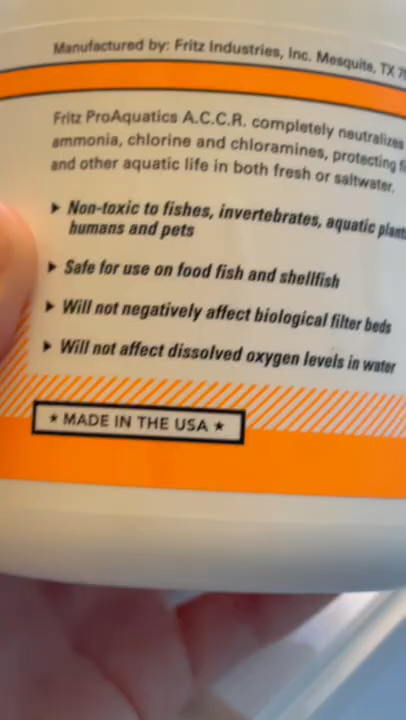 Manufactured by: Fritz Industries, Inc. Mesquite, TX
Fritz ProAquatics A.C.C.R. completely neutralizes
ammonia, chlorine and chloramines, protecting
and other aquatic life in both fresh or saltwater.
▸ Non-toxic to fishes, invertebrates, aquatic
humans and pets
▸ Safe for use on food fish and shellfish
▸ Will not negatively affect biological filter beds
▸ Will not affect dissolved oxygen levels in water
★ MADE IN THE USA ★